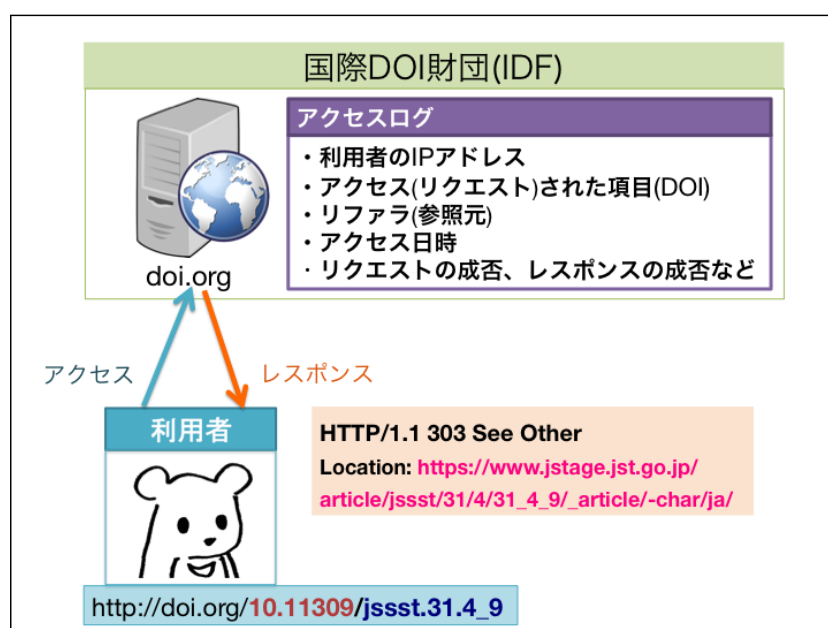 国際DOI財団(IDF)
アクセスログ
・利用者のIPアドレス
・アクセス(リクエスト)された項目(DOI)
・リファラ(参照元)
・アクセス日時
・リクエストの成否、レスポンスの成否など
doi.org
アクセス
レスポンス
利用者
HTTP/1.1 303 See Other
Location: https://www.jstage.jst.go.jp/
article/jssst/31/4/31_4_9/_article/-char/ja/
http://doi.org/10.11309/jssst.31.4_9